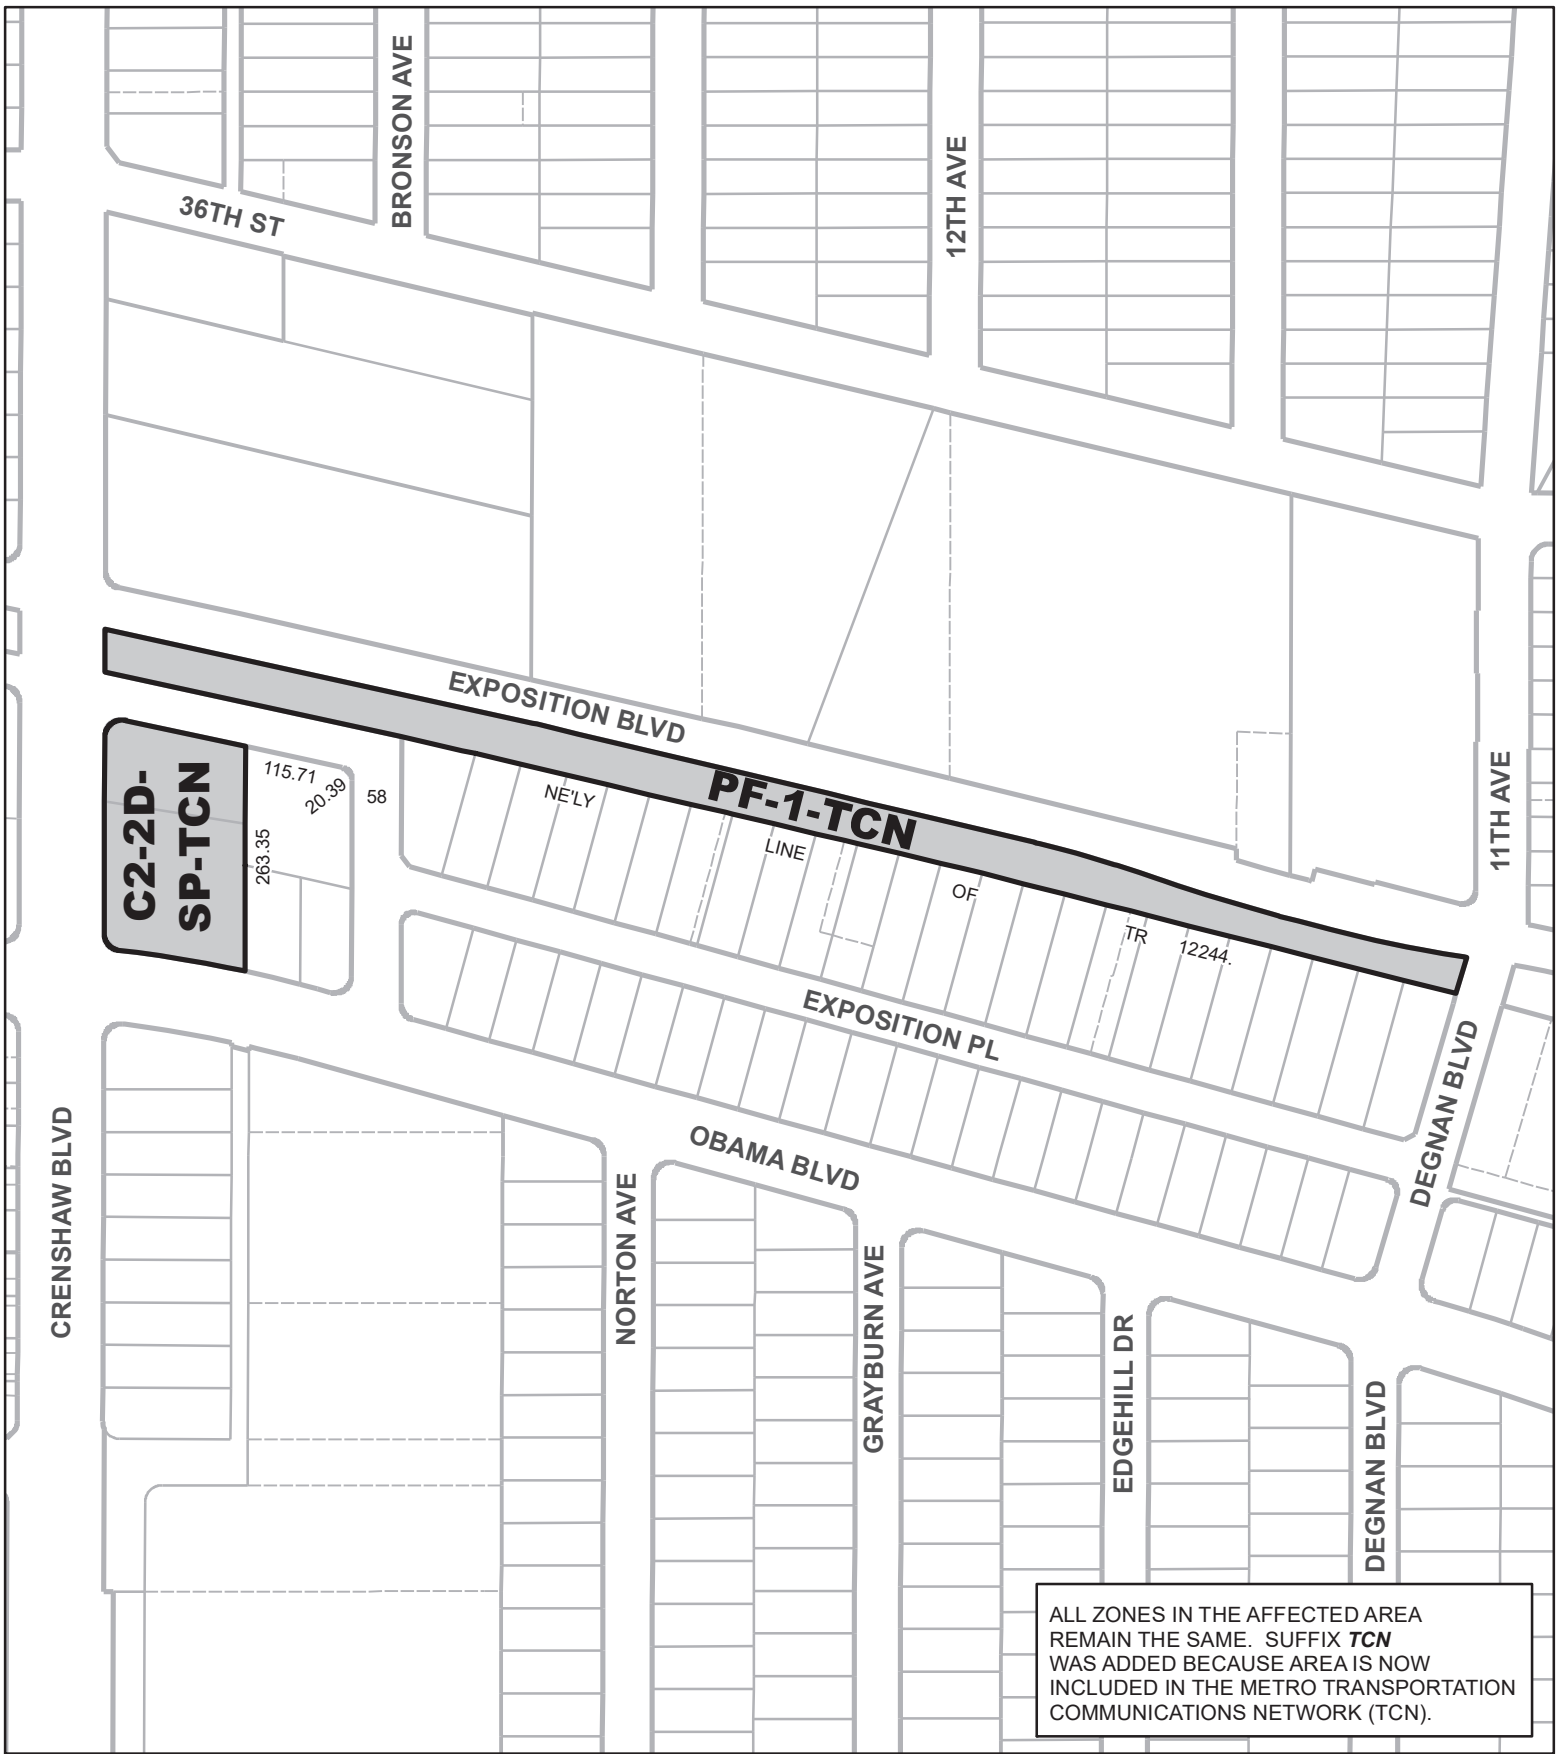 BRONSON AVE
12TH AVE
36TH ST
EXPOSITION BLVD
11TH AVE
C2-2D-
SP-TCN
115.71
20.39
58
263.35
NE'LY
PF-1-TCN
LINE
OF
TR
12244.
EXPOSITION PL
DEGNAN BLVD
OBAMA BLVD
CRENSHAW BLVD
NORTON AVE
GRAYBURN AVE
EDGEHILL DR
DEGNAN BLVD
ALL ZONES IN THE AFFECTED AREA
REMAIN THE SAME. SUFFIX TCN
WAS ADDED BECAUSE AREA IS NOW
INCLUDED IN THE METRO TRANSPORTATION
COMMUNICATIONS NETWORK (TCN).